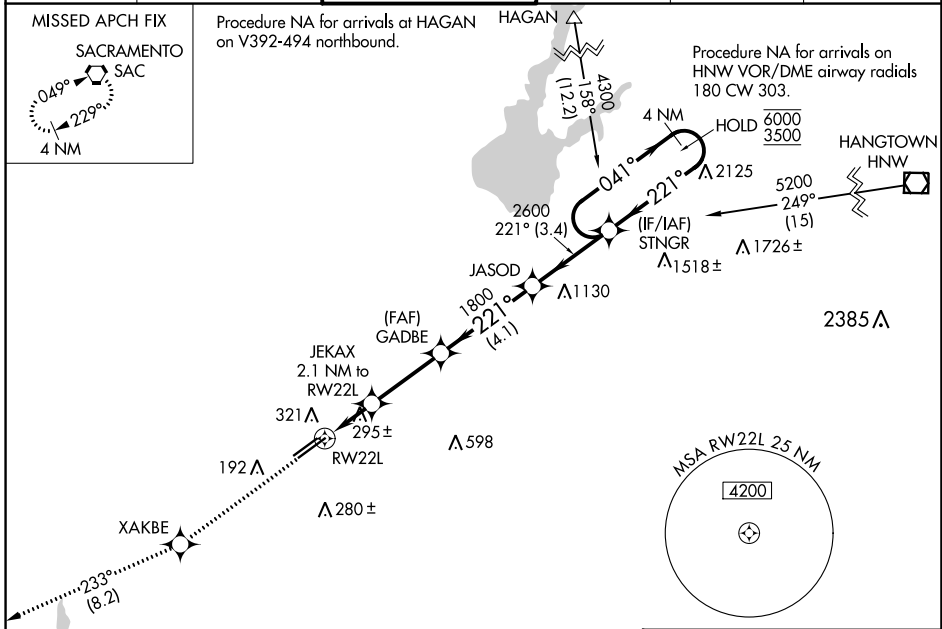 MISSED APCH FIX
SACRAMENTO
SAC
049°
229°
4 NM
Procedure NA for arrivals at HAGAN
on V392-494 northbound.
HAGAN
4300
158°
(12.2)
Procedure NA for arrivals on
HNW VOR/DME airway radials
180 CW 303.
4 NM
HOLD 6000
3500
HANGTOWN
HNW
041°
221°
2125
5200
249°
(15)
2600
221° (3.4)
(IF/IAF)
STNGR
1726 ±
1518 ±
JASOD
1130
1800
221°
(4.1)
2385
(FAF)
GADBE
JEKAX
2.1 NM to
RW22L
321
295 ±
598
RW22L
192
280 ±
MSA RW22L 25 NM
4200
XAKBE
233°
(8.2)